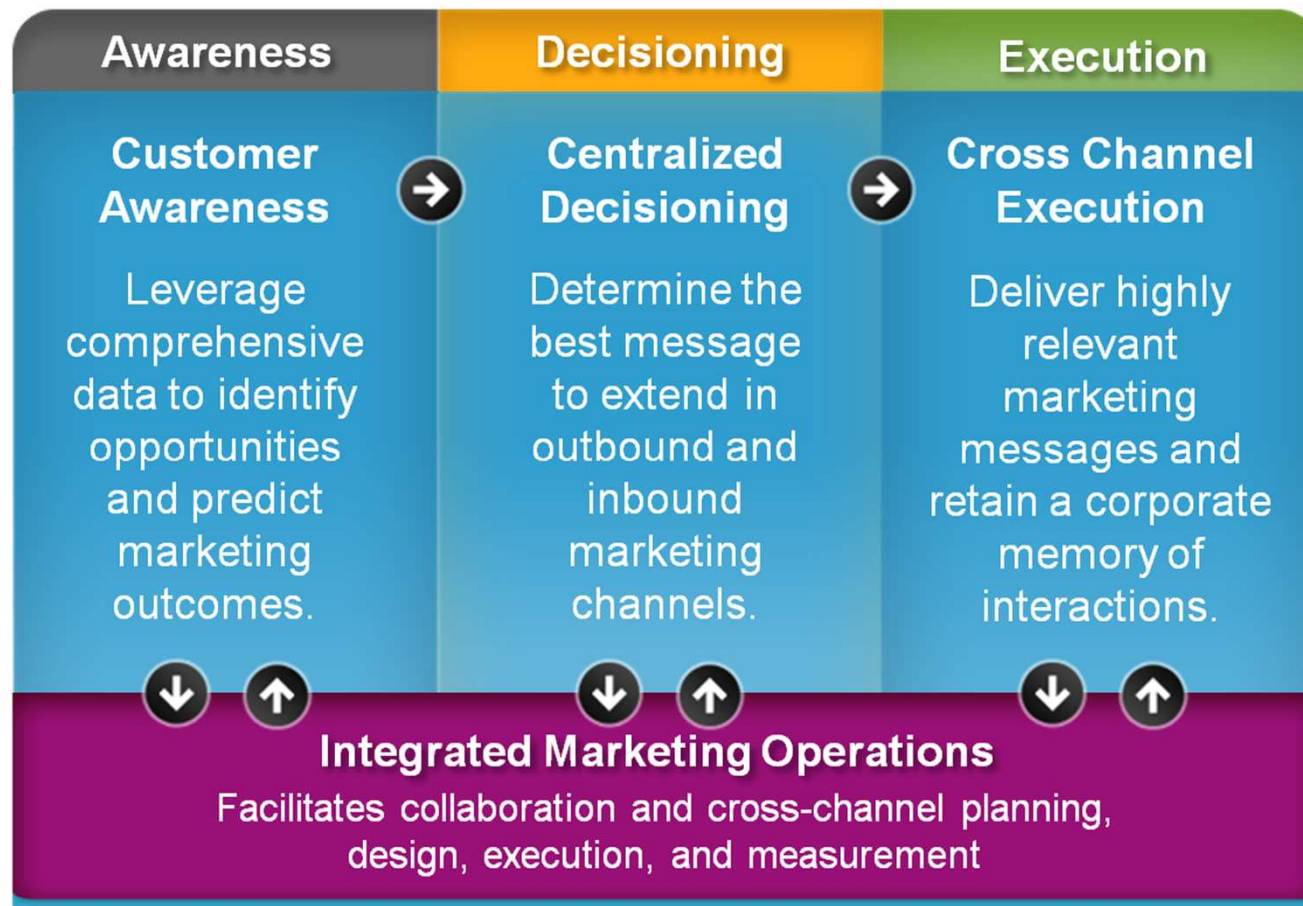 Awareness
Decisioning
Execution
Customer
Awareness
Leverage
comprehensive
data to identify
opportunities
and predict
marketing
outcomes.
Centralized
Decisioning
Determine the
best message
to extend in
outbound and
inbound
marketing
channels.
Cross Channel
Execution
Deliver highly
relevant
marketing
messages and
retain a corporate
memory of
interactions.
Integrated Marketing Operations
Facilitates collaboration and cross-channel planning,
design, execution, and measurement